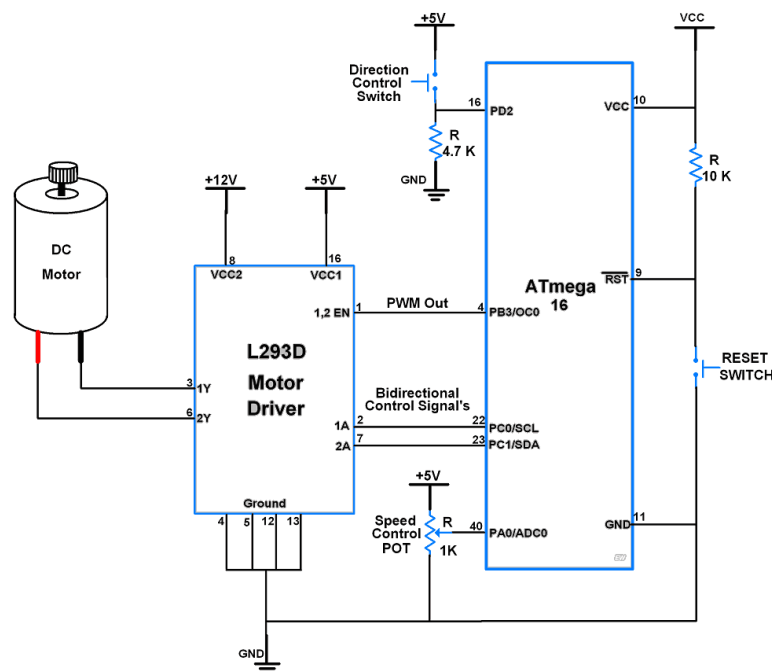 +5V
VCC
Direction
Control
Switch
16
PD2
10
VCC
R
4.7 K
GND
R
10 K
DC
Motor
+12V
+5V
8
VCC2
16
VCC1
9
RST
ATmega
16
1,2 EN
1
PWM Out
4
PB3/OC0
L293D
Motor
Driver
RESET
SWITCH
3
1Y
6
2Y
Bidirectional
Control Signal's
1A
2
22
PC0/SCL
2A
7
23
PC1/SDA
+5V
Ground
4
5
12
13
Speed
Control
POT
R
1K
40
PA0/ADC0
GND
11
GND